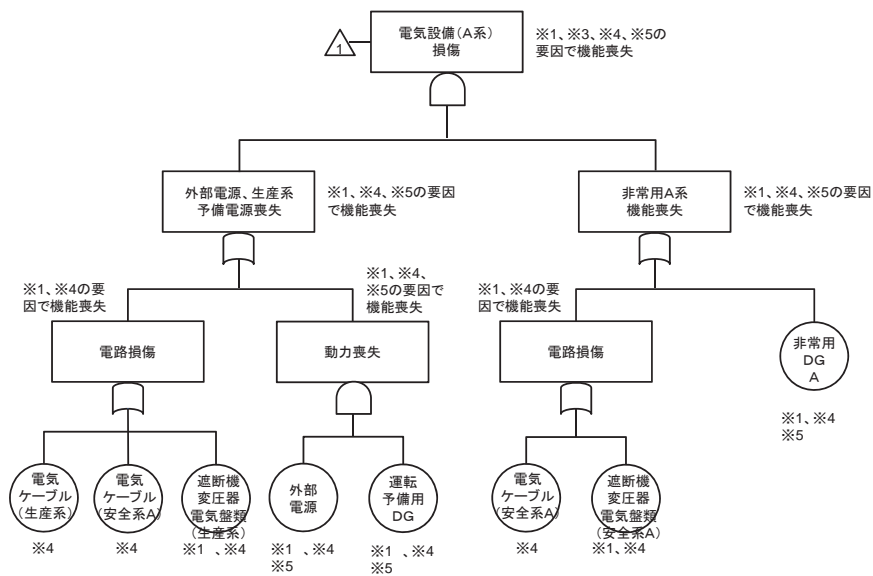 電気設備(A系)
損傷
1
※1、※3、※4、※5の
要因で機能喪失
外部電源、生産系
予備電源喪失
※1、※4、※5の要因
で機能喪失
非常用A系
機能喪失
※1、※4、※5の要因
で機能喪失
※1、※4の要
因で機能喪失
電路損傷
※1、※4、
※5の要因で
機能喪失
動力喪失
※1、※4の要
因で機能喪失
電路損傷
非常用
DG
A
※1、※4
※5
電気
ケーブル
(生産系)
※4
電気
ケーブル
(安全系A)
※4
遮断機
変圧器
電気盤類
(生産系)
※1 、※4
外部
電源
※1 、※4
※5
運転
予備用
DG
※1 、※4
※5
電気
ケーブル
(安全系A)
※4
遮断機
変圧器
電気盤類
(安全系A)
※1、※4